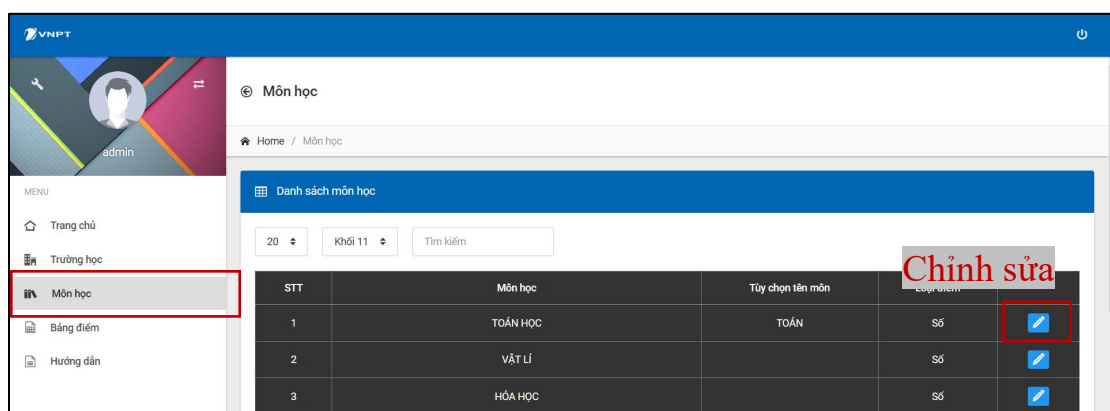 VNPT
Môn học
Home / Môn học
admin
MENU
Trang chủ
Trường học
Môn học
Bảng điểm
Hướng dẫn
Danh sách môn học
20 Khối 11 Tìm kiếm
Chỉnh sửa
STT Môn học Tùy chọn tên môn Loại điểm
1 TOÁN HỌC TOÁN Số
2 VẬT LÍ Số
3 HÓA HỌC Số